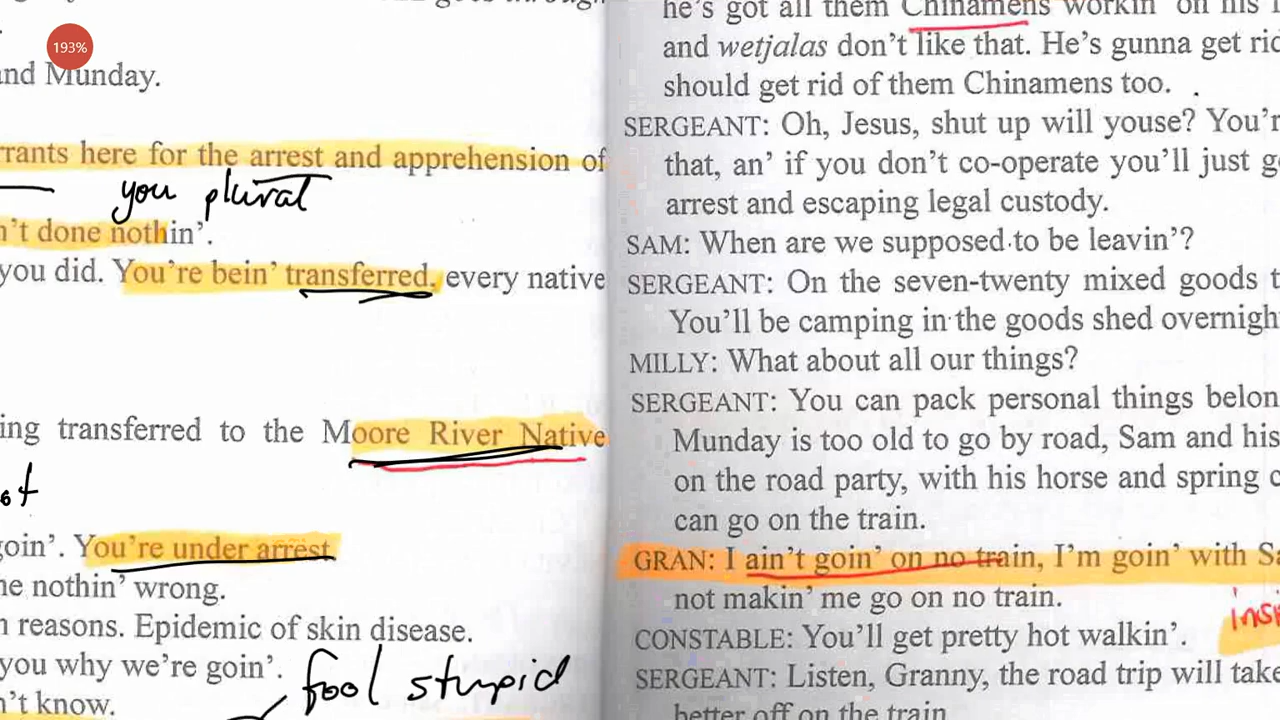 193%
and Munday.
rrants here for the arrest and apprehension of
you plural
n't done nothin'.
you did. You're bein' transferred, every native
ing transferred to the Moore River Native
goin'. You're under arrest
ne nothin' wrong.
n reasons. Epidemic of skin disease.
you why we're goin'.
fool stupid
n't know.
he's got all them Chinamens workin' on his
and wetjalas don't like that. He's gunna get rid
should get rid of them Chinamens too.
SERGEANT: Oh, Jesus, shut up will youse? You'r
that, an' if you don't co-operate you'll just g
arrest and escaping legal custody.
SAM: When are we supposed to be leavin'?
SERGEANT: On the seven-twenty mixed goods t
You'll be camping in the goods shed overnigh
MILLY: What about all our things?
SERGEANT: You can pack personal things belon
Munday is too old to go by road, Sam and his
on the road party, with his horse and spring c
can go on the train.
GRAN: I ain't goin' on no train, I'm goin' with Sa
not makin' me go on no train.
insi
CONSTABLE: You'll get pretty hot walkin'.
SERGEANT: Listen, Granny, the road trip will take
better off on the train